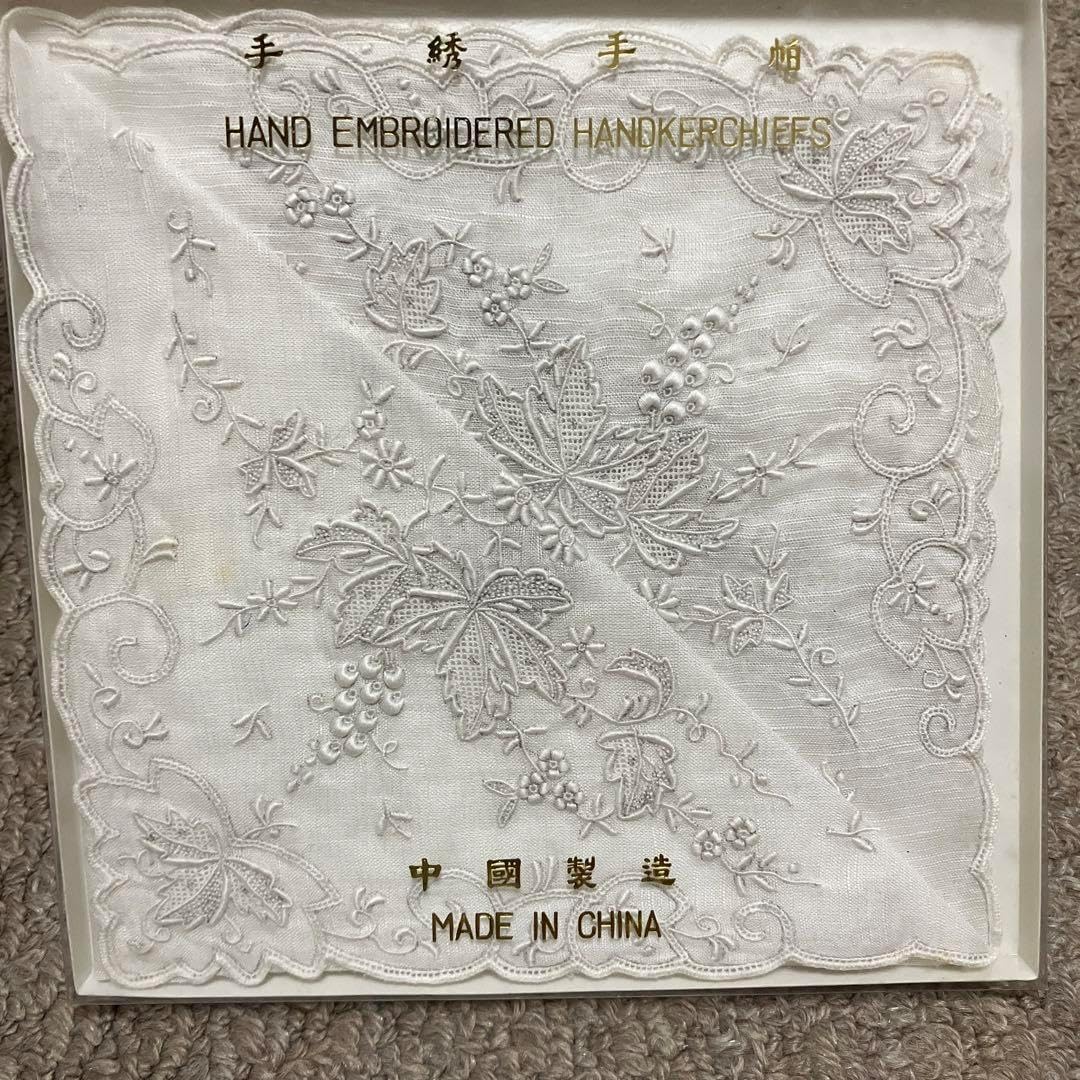 手綉手帕
HAND EMBROIDERED HANDKERCHIEFS
中國製造
MADE IN CHINA